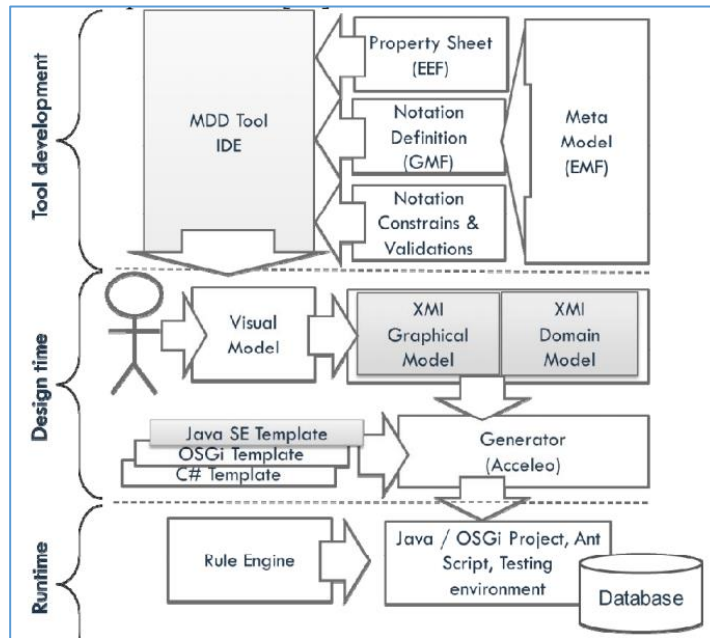 Tool development
Property Sheet
(EEF)
MDD Tool
IDE
Notation
Definition
(GMF)
Meta
Model
(EMF)
Notation
Constrains &
Validations
Design time
Visual
Model
XMI
Graphical
Model
XMI
Domain
Model
Java SE Template
OSGi Template
C# Template
Generator
(Acceleo)
Runtime
Rule Engine
Java / OSGi Project, Ant
Script, Testing
environment
Database